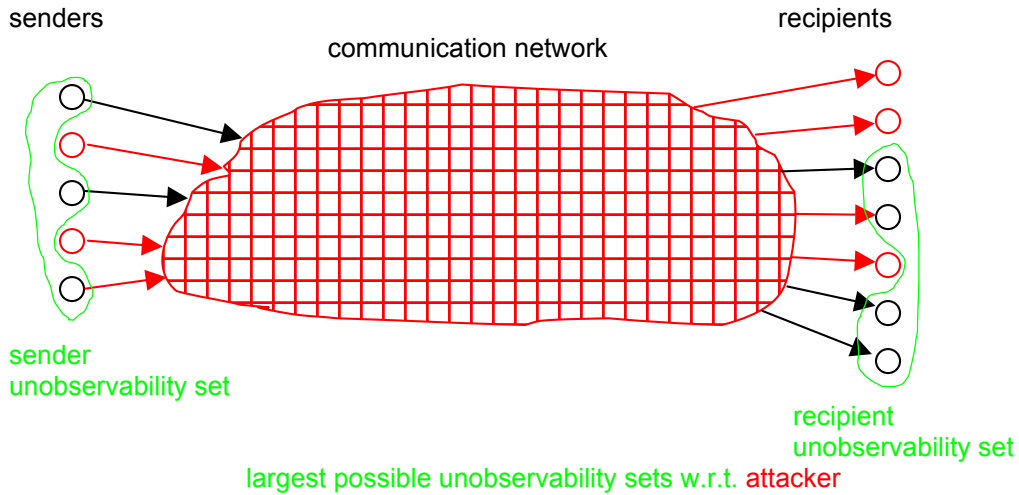 senders
recipients
communication network
sender
unobservability set
recipient
unobservability set
largest possible unobservability sets w.r.t. attacker